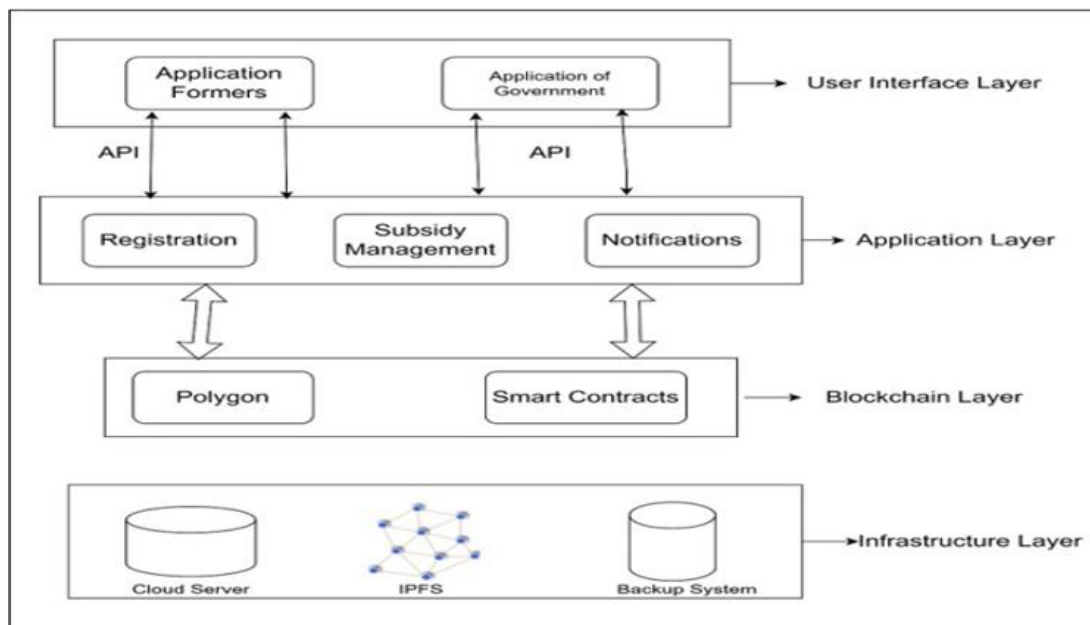 Application
Formers
Application of
Government
User Interface Layer
API
API
Registration
Subsidy
Management
Notifications
Application Layer
Polygon
Smart Contracts
Blockchain Layer
Infrastructure Layer
Cloud Server
IPFS
Backup System